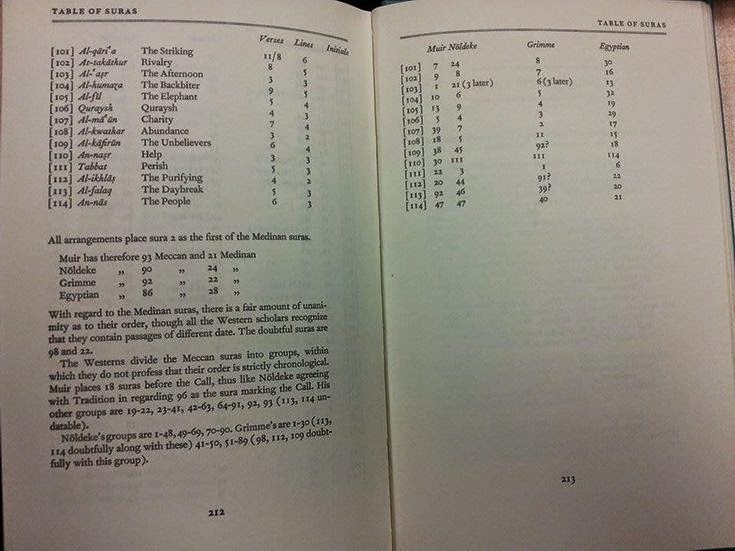 TABLE OF SURAS
Verses Lines Initials
[101] Al-qāri'a The Striking 11/8 6
[102] At-takāthur Rivalry 8 5
[103] Al-'aṣr The Afternoon 3 3
[104] Al-humaza The Backbiter 9 5
[105] Al-fīl The Elephant 5 4
[106] Quraysh Quraysh 4 3
[107] Al-mā'ūn Charity 7 4
[108] Al-kwathar Abundance 3 2
[109] Al-kāfirūn The Unbelievers 6 4
[110] An-naṣr Help 3 3
[111] Tabbat Perish 5 3
[112] Al-ikhlāṣ The Purifying 4 2
[113] Al-falaq The Daybreak 5 3
[114] An-nās The People 6 3
All arrangements place sura 2 as the first of the Medinan suras.
Muir has therefore 93 Meccan and 21 Medinan
Nöldeke ,, 90 ,, 24 ,,
Grimme ,, 92 ,, 22 ,,
Egyptian ,, 86 ,, 28 ,,
With regard to the Medinan suras, there is a fair amount of unani-
mity as to their order, though all the Western scholars recognize
that they contain passages of different date. The doubtful suras are
98 and 22.
The Westerns divide the Meccan suras into groups, within
which they do not profess that their order is strictly chronological.
Muir places 18 suras before the Call, thus like Nöldeke agreeing
with Tradition in regarding 96 as the sura marking the Call. His
other groups are 19-22, 23-41, 42-63, 64-91, 92, 93 (113, 114 un-
datable).
Nöldeke's groups are 1-48, 49-69, 70-90. Grimme's are 1-30 (113,
114 doubtfully along with these) 41-50, 51-89 (98, 112, 109 doubt-
fully with this group).
212
TABLE OF SURAS
Muir Nöldeke Grimme Egyptian
[101] 7 24 8 30
[102] 9 8 7 16
[103] 1 21 (3 later) 6 (3 later) 13
[104] 10 6 5 32
[105] 13 9 4 19
[106] 5 4 3 29
[107] 39 7 2 17
[108] 18 5 11 15
[109] 38 45 92? 18
[110] 30 111 111 114
[111] 22 3 1 6
[112] 20 44 91? 22
[113] 92 46 39? 20
[114] 47 47 40 21
213